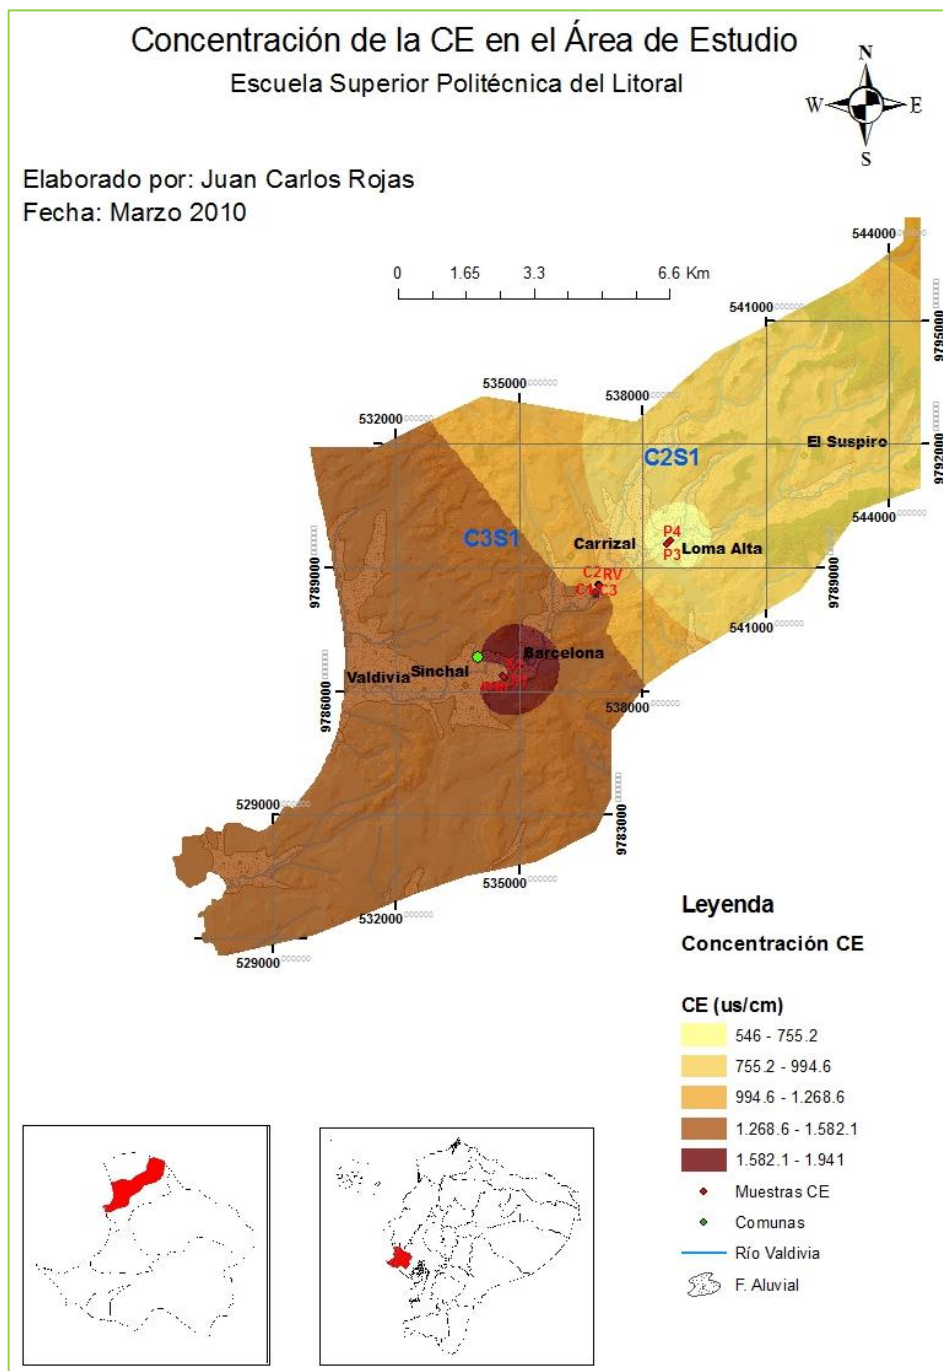 Concentración de la CE en el Área de Estudio
Escuela Superior Politécnica del Litoral
N
W E
S
Elaborado por: Juan Carlos Rojas
Fecha: Marzo 2010
0 1.65 3.3 6.6 Km
544000
541000
9795000
535000
538000
532000
El Suspiro
9792000
C2S1
544000
C3S1
P4
Carrizal
Loma Alta
P3
C2 RV
9789000
9789000
C1 C3
541000
Barcelona
Sinchal
Valdivia
9786000
538000
529000
9783000
535000
532000
529000
Leyenda
Concentración CE
CE (us/cm)
546 - 755.2
755.2 - 994.6
994.6 - 1.268.6
1.268.6 - 1.582.1
1.582.1 - 1.941
Muestras CE
Comunas
Río Valdivia
F. Aluvial